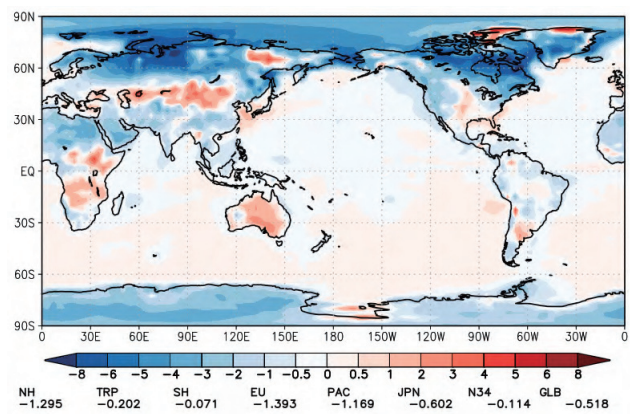 90N
60N
30N
EQ
30S
60S
90S
0 30E 60E 90E 120E 150E 180 150W 120W 90W 60W 30W 0
-8 -6 -5 -4 -3 -2 -1 -0.5 0 0.5 1 2 3 4 5 6 8
NH TRP SH EU PAC JPN N34 GLB
-1.295 -0.202 -0.071 -1.393 -1.169 -0.602 -0.114 -0.518